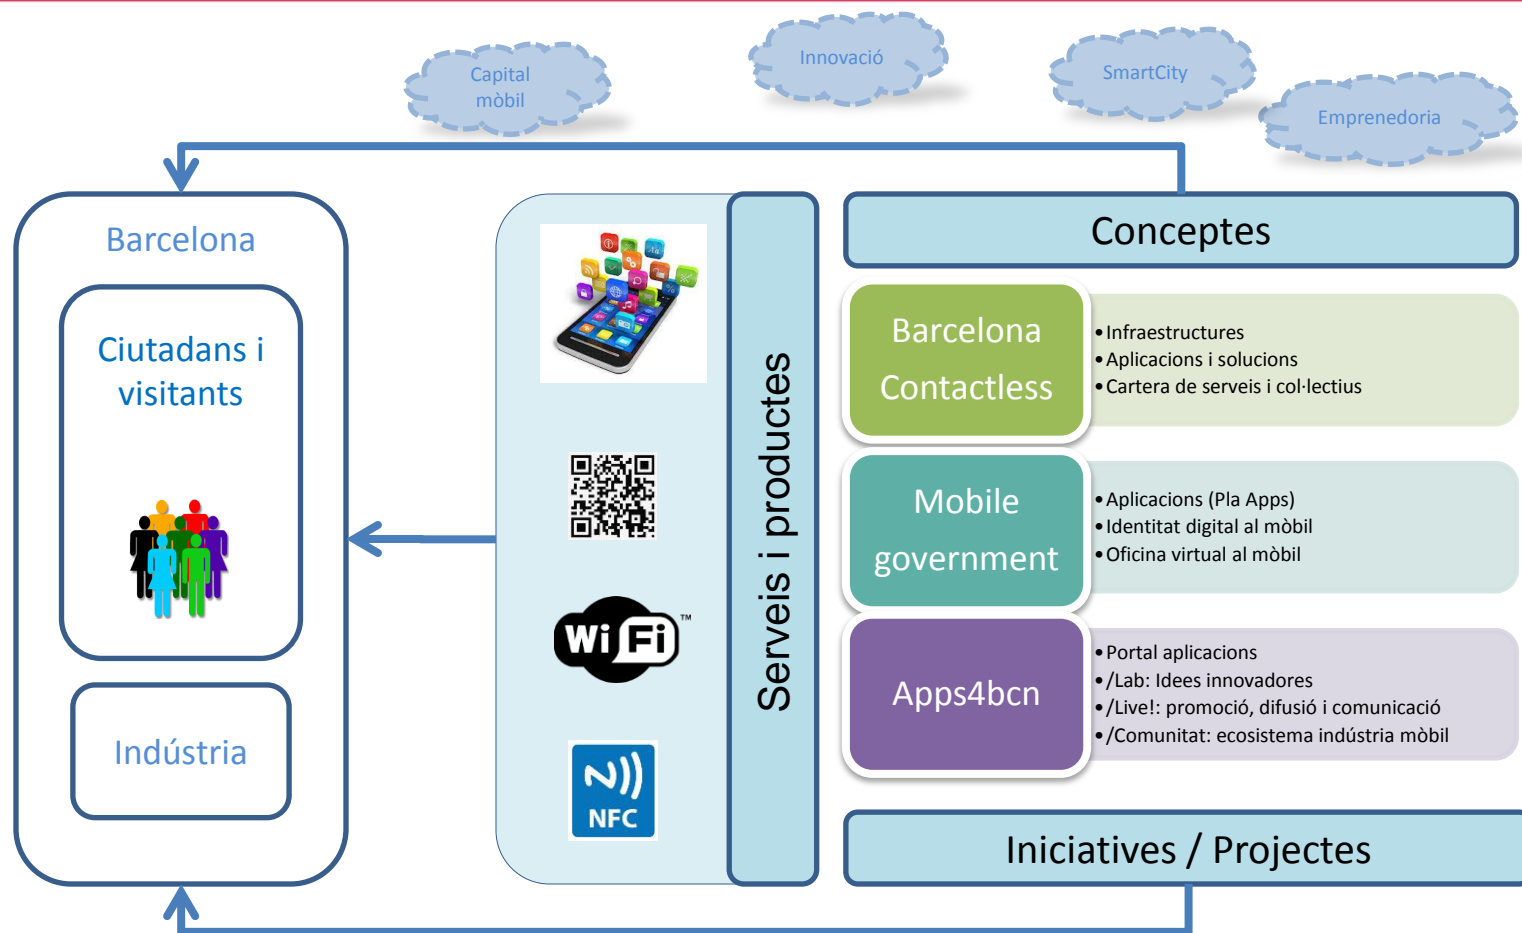 Capital
mòbil
Innovació
SmartCity
Emprenedoria
Barcelona
Ciutadans i
visitants
Indústria
Wi Fi ™
NFC
Serveis i productes
Conceptes
Barcelona
Contactless
•Infraestructures
•Aplicacions i solucions
•Cartera de serveis i col·lectius
Mobile
government
•Aplicacions (Pla Apps)
•Identitat digital al mòbil
•Oficina virtual al mòbil
Apps4bcn
•Portal aplicacions
•/Lab: Idees innovadores
•/Live!: promoció, difusió i comunicació
•/Comunitat: ecosistema indústria mòbil
Iniciatives / Projectes